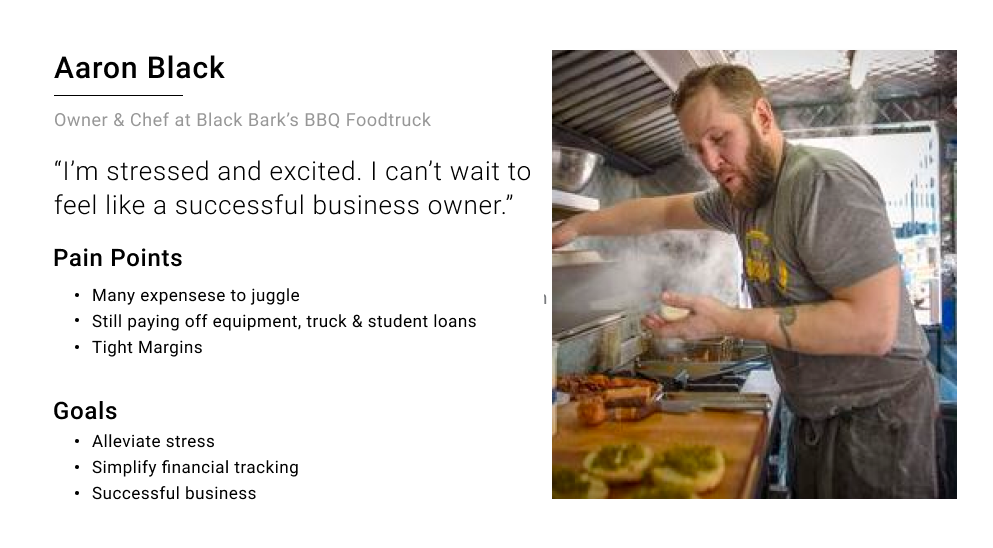 Aaron Black
Owner & Chef at Black Bark’s BBQ Foodtruck
“I’m stressed and excited. I can’t wait to
feel like a successful business owner.”
Pain Points
• Many expensese to juggle
• Still paying off equipment, truck & student loans
• Tight Margins
Goals
• Alleviate stress
• Simplify financial tracking
• Successful business